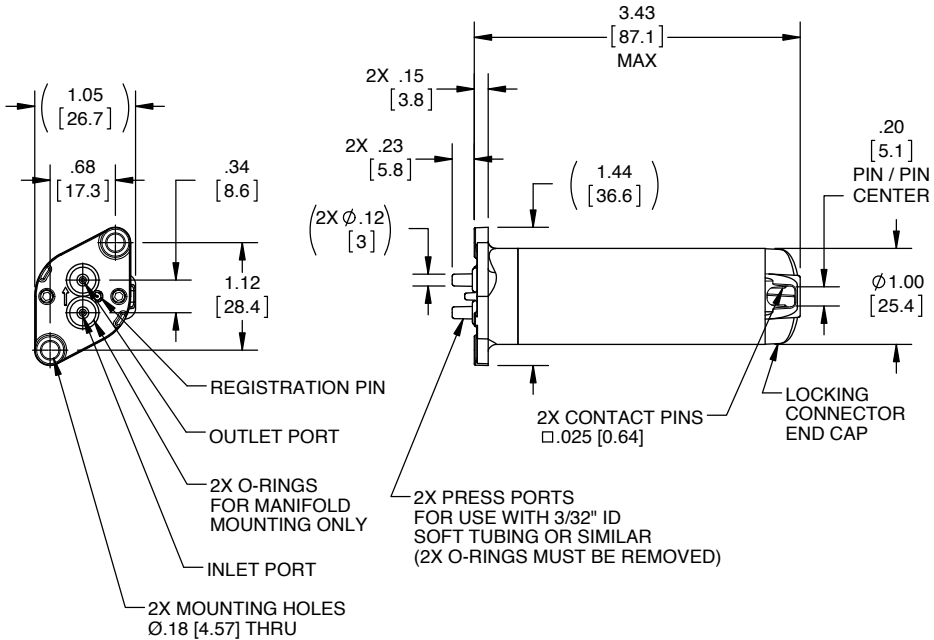 3.43
[87.1]
MAX
2X .15
[3.8]
(1.05
[26.7])
2X .23
[5.8]
.20
[5.1]
PIN / PIN
CENTER
.68
[17.3]
.34
[8.6]
(1.44
[36.6])
(2X Ø.12
[3])
1.12
[28.4]
Ø1.00
[25.4]
REGISTRATION PIN
OUTLET PORT
2X O-RINGS
FOR MANIFOLD
MOUNTING ONLY
INLET PORT
2X MOUNTING HOLES
Ø.18 [4.57] THRU
2X CONTACT PINS
□.025 [0.64]
LOCKING
CONNECTOR
END CAP
2X PRESS PORTS
FOR USE WITH 3/32" ID
SOFT TUBING OR SIMILAR
(2X O-RINGS MUST BE REMOVED)